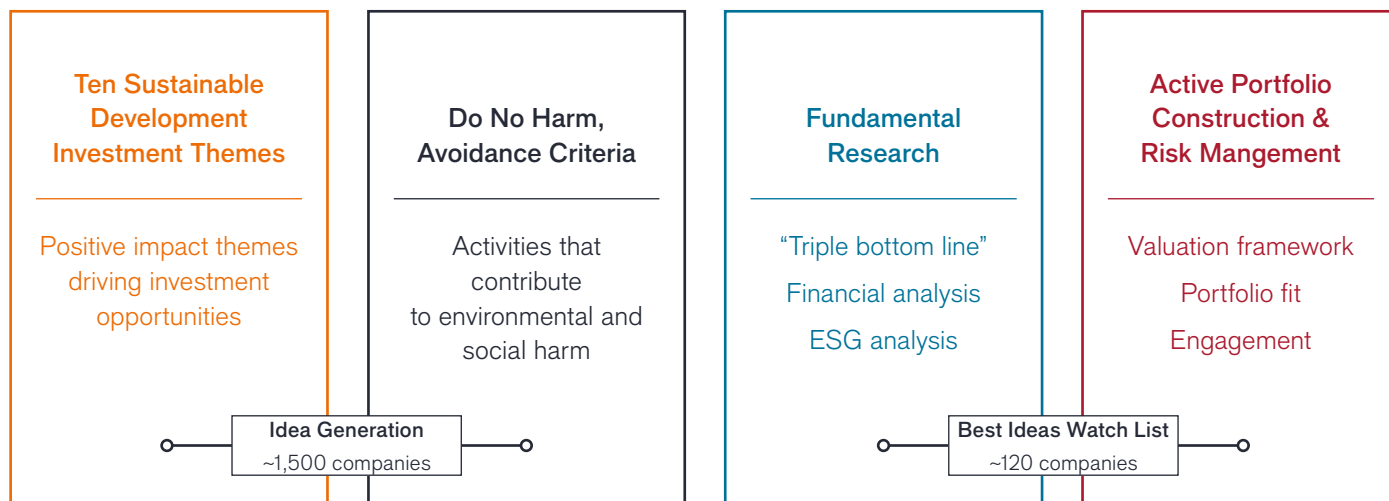 Ten Sustainable
Development
Investment Themes
Positive impact themes
driving investment
opportunities
Do No Harm,
Avoidance Criteria
Activities that
contribute
to environmental and
social harm
Idea Generation
~1,500 companies
Fundamental
Research
“Triple bottom line”
Financial analysis
ESG analysis
Active Portfolio
Construction &
Risk Mangement
Valuation framework
Portfolio fit
Engagement
Best Ideas Watch List
~120 companies